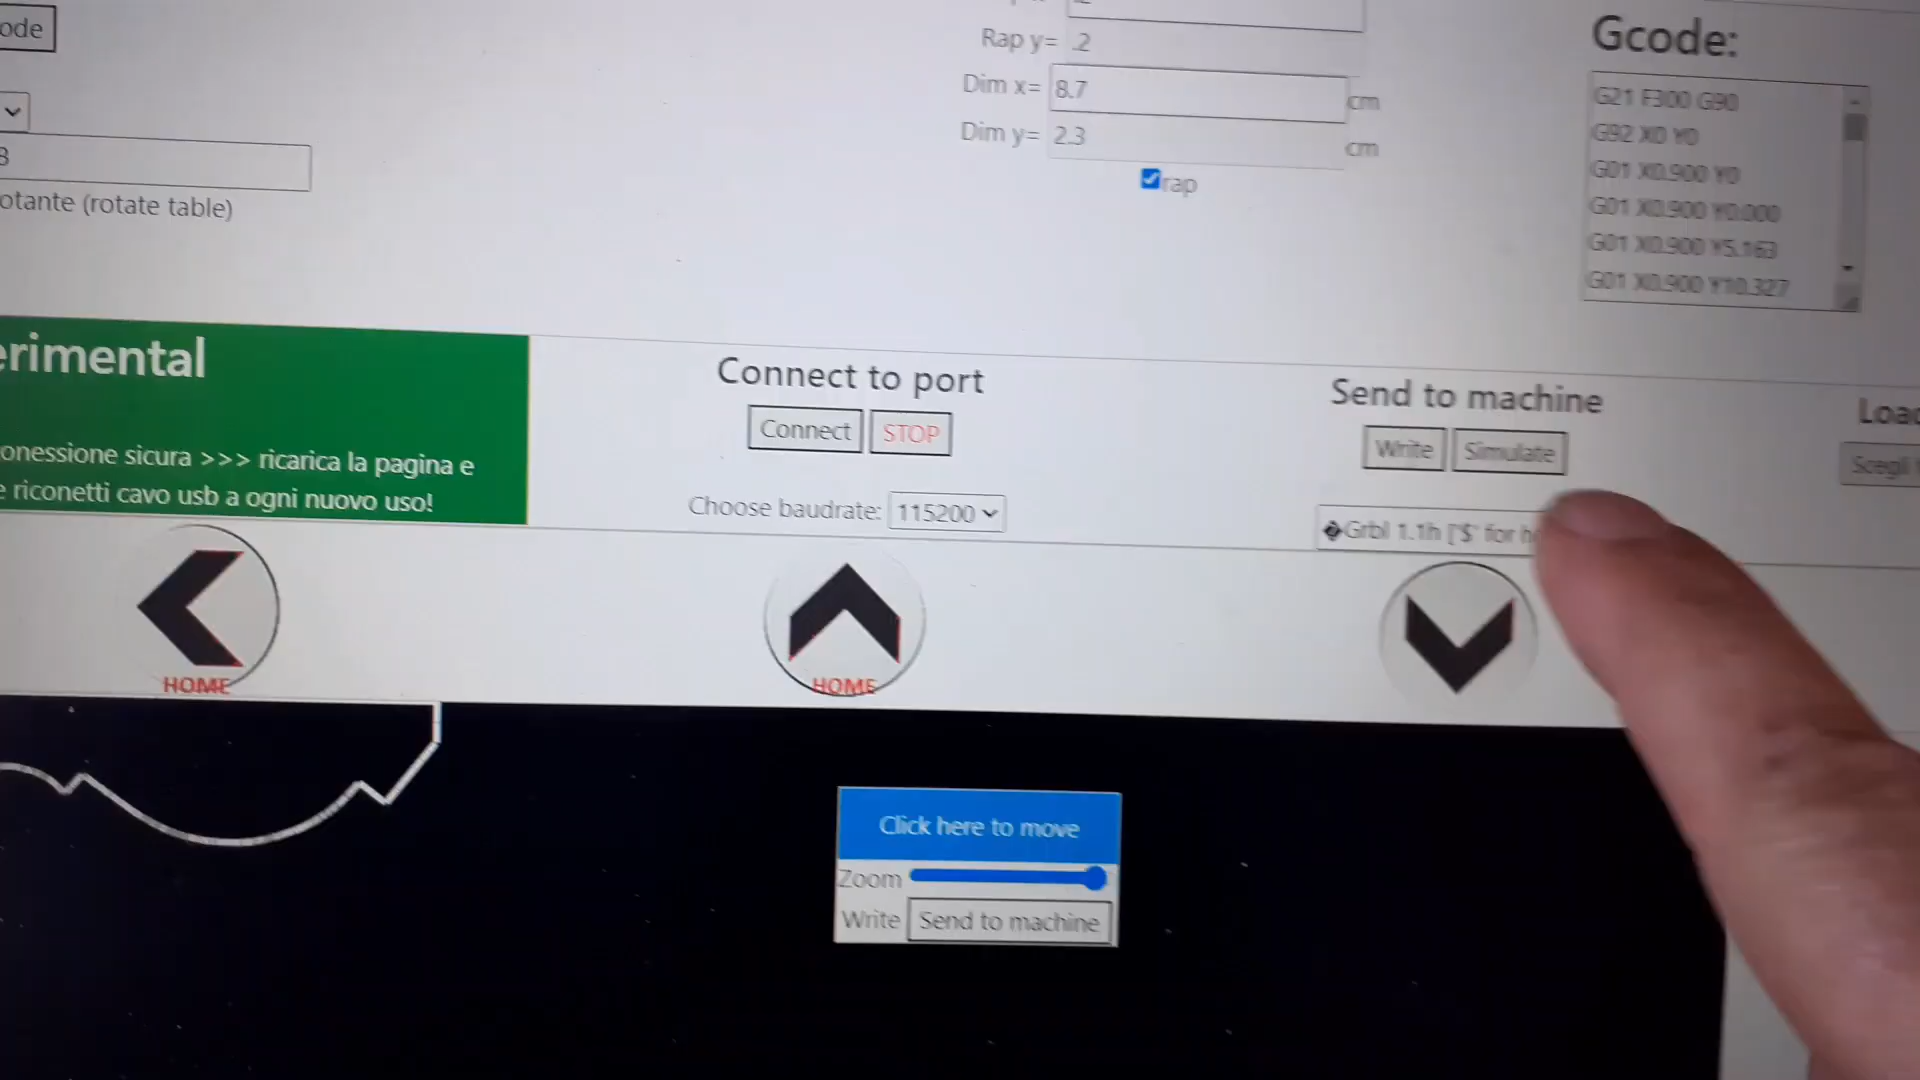 ode
Rap y= .2
Dim x= 8.7 cm
Dim y= 2.3 cm
rap
Gcode:
G21 F300 G90
G92 X0 Y0
G01 X0.900 Y0
G01 X0.900 Y0.000
G01 X0.900 Y5.163
G01 X0.900 Y10.327
otante (rotate table)
erimental
onessione sicura >>> ricarica la pagina e
e riconetti cavo usb a ogni nuovo uso!
Connect to port
Connect STOP
Choose baudrate: 115200
Send to machine
Write Simulate
�Grbl 1.1h ['$' for h
Load
Scegli
HOME
HOME
Click here to move
Zoom
Write Send to machine